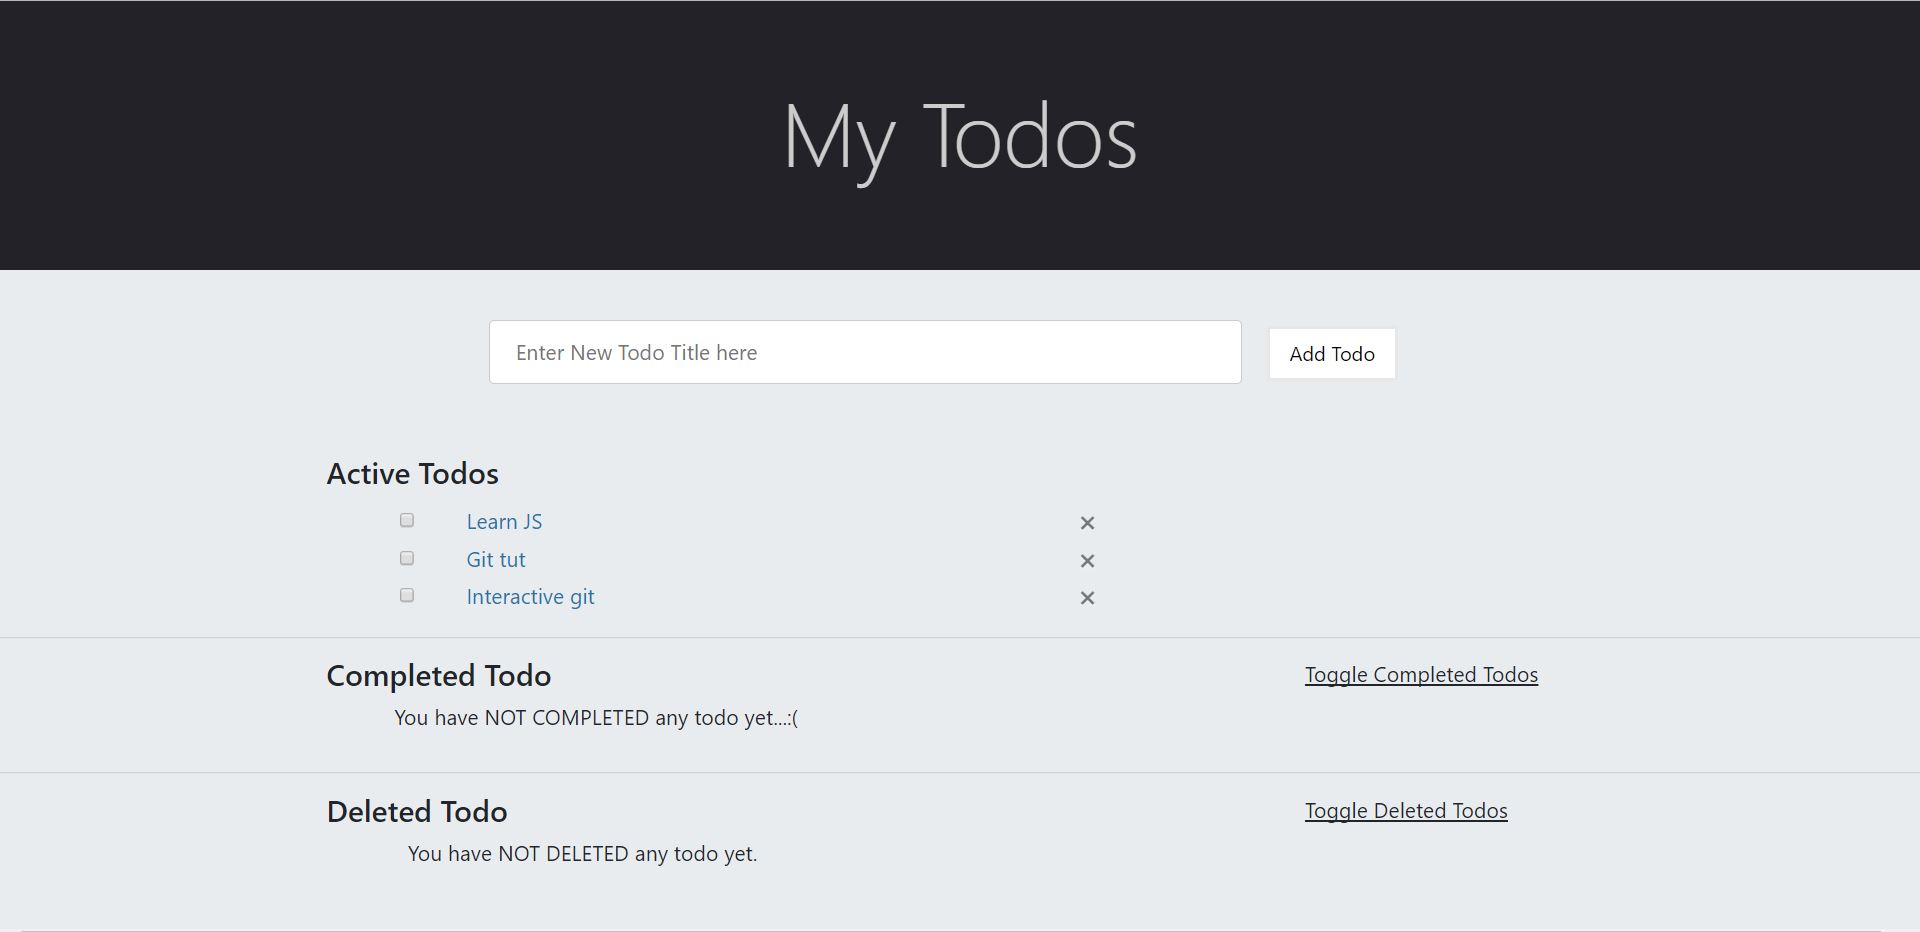 My Todos
Enter New Todo Title here
Add Todo
Active Todos
Learn JS
Git tut
Interactive git
Completed Todo
Toggle Completed Todos
You have NOT COMPLETED any todo yet...:(
Deleted Todo
Toggle Deleted Todos
You have NOT DELETED any todo yet.